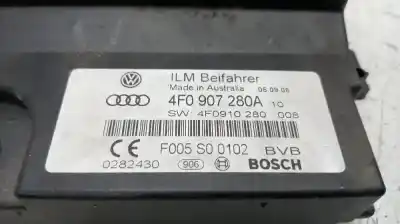 ILM Beifahrer
Made in Australia 06.09.06
4F0 907 280A 10
SW: 4F0910 280 008
CE F005 S0 0102 BVB
0282430 906 BOSCH